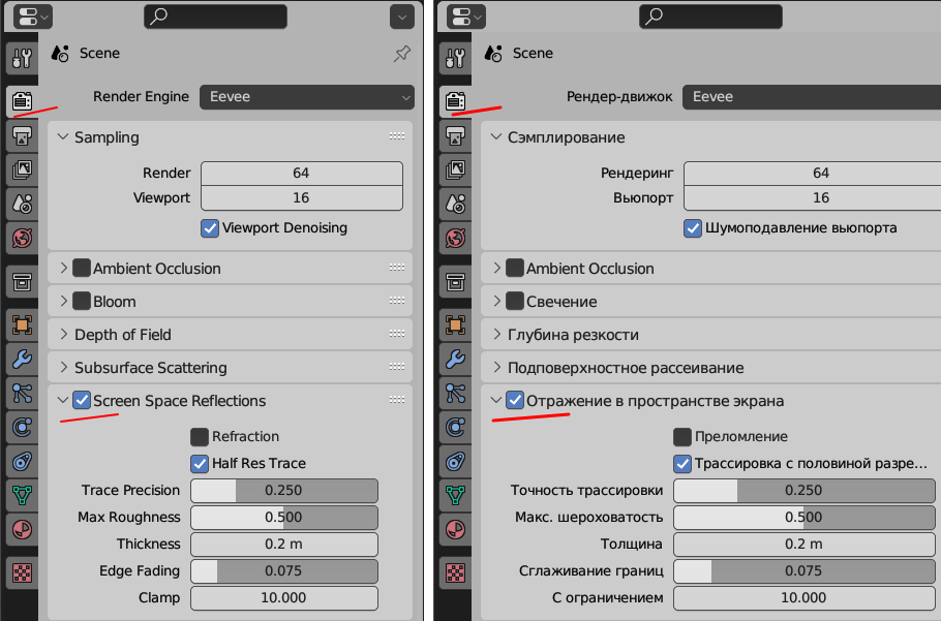 Scene
Render Engine Eevee
Sampling
Render 64
Viewport 16
Viewport Denoising
Ambient Occlusion
Bloom
Depth of Field
Subsurface Scattering
Screen Space Reflections
Refraction
Half Res Trace
Trace Precision 0.250
Max Roughness 0.500
Thickness 0.2 m
Edge Fading 0.075
Clamp 10.000
Scene
Рендер-движок Eevee
Сэмплирование
Рендеринг 64
Вьюпорт 16
Шумоподавление вьюпорта
Ambient Occlusion
Свечение
Глубина резкости
Подповерхностное рассеивание
Отражение в пространстве экрана
Преломление
Трассировка с половиной разре...
Точность трассировки 0.250
Макс. шероховатость 0.500
Толщина 0.2 m
Сглаживание границ 0.075
С ограничением 10.000